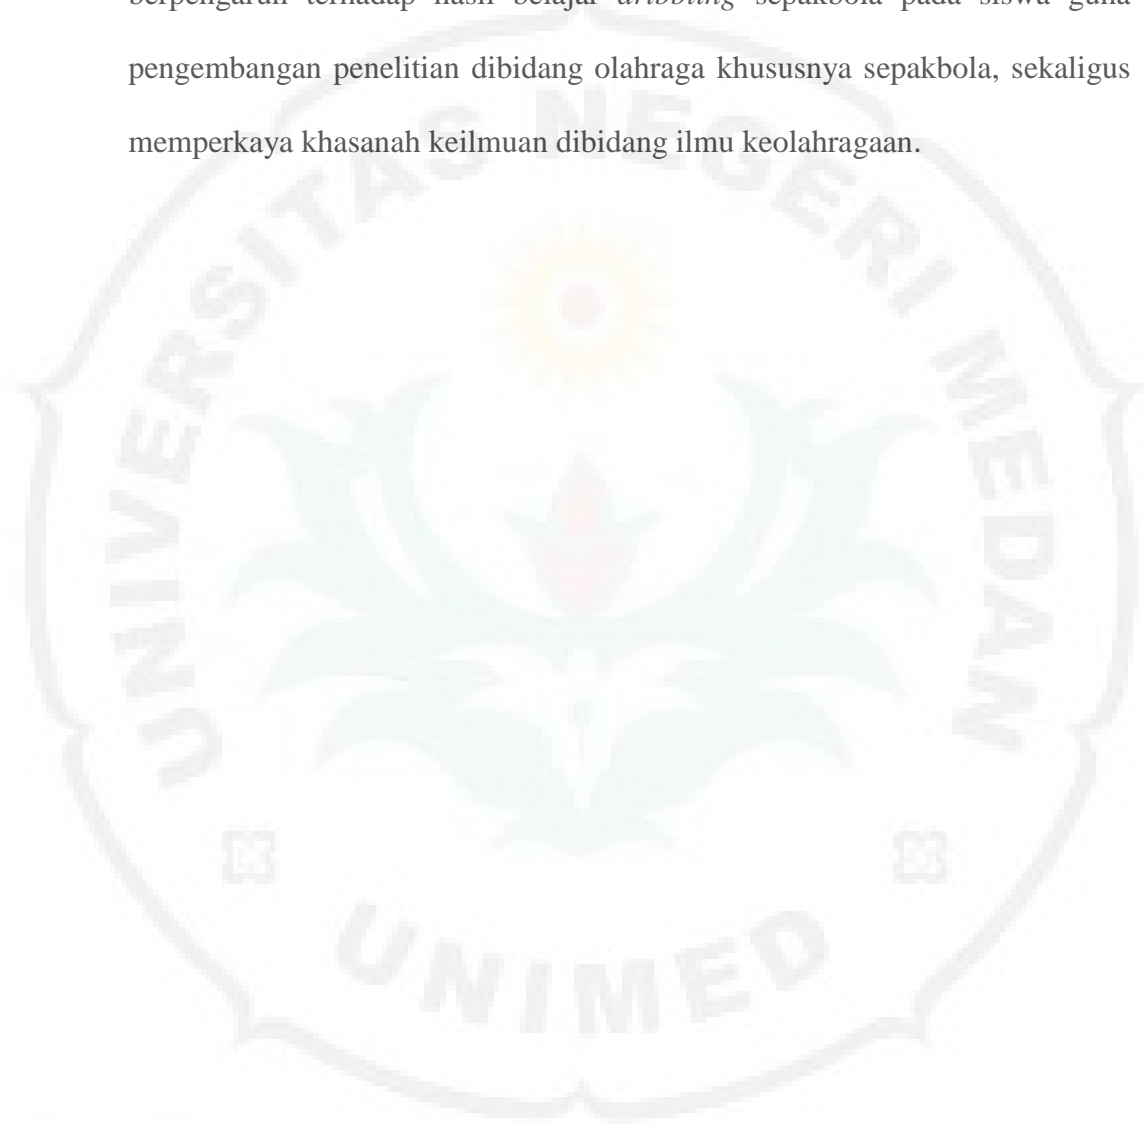 berpengaruh terhadap hasil belajar dribbling sepakbola pada siswa guna
pengembangan penelitian dibidang olahraga khususnya sepakbola, sekaligus
memperkaya khasanah keilmuan dibidang ilmu keolahragaan.
UNIVERSITAS NEGERI MEDAN
UNIMED